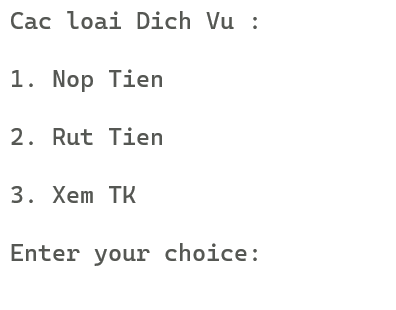 Cac loai Dich Vu :
1. Nop Tien
2. Rut Tien
3. Xem TK
Enter your choice: